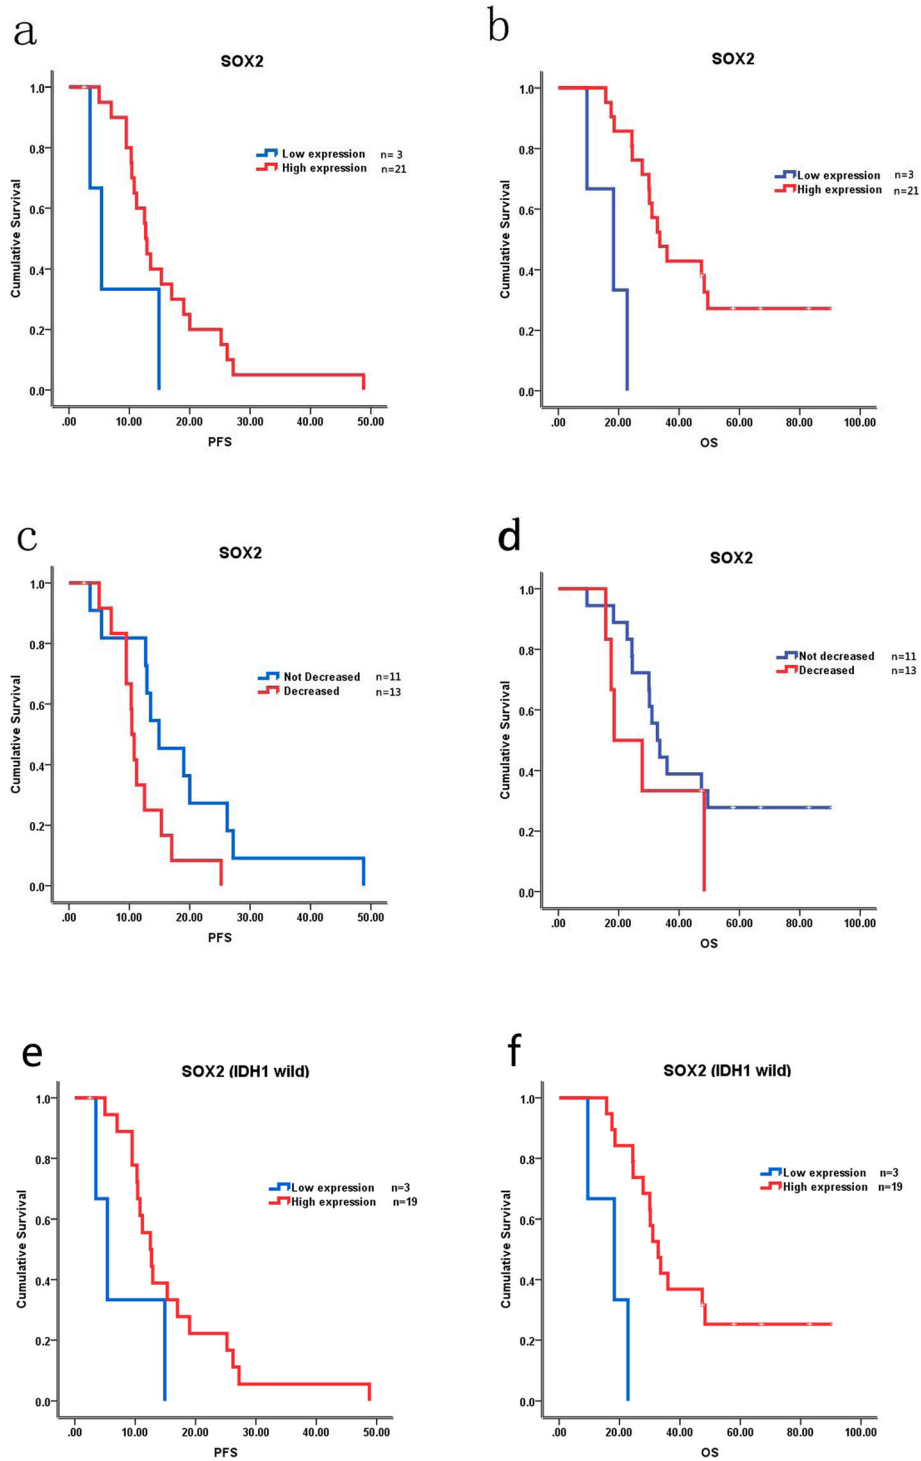 a
SOX2
1.0
0.8
0.6
0.4
0.2
0.0
Cumulative Survival
Low expression n= 3
High expression n=21
.00 10.00 20.00 30.00 40.00 50.00
PFS
b
SOX2
1.0
0.8
0.6
0.4
0.2
0.0
Cumulative Survival
Low expression n=3
High expression n=21
.00 20.00 40.00 60.00 80.00 100.00
OS
c
SOX2
1.0
0.8
0.6
0.4
0.2
0.0
Cumulative Survival
Not Decreased n=11
Decreased n=13
.00 10.00 20.00 30.00 40.00 50.00
PFS
d
SOX2
1.0
0.8
0.6
0.4
0.2
0.0
Cumulative Survival
Not decreased n=11
Decreased n=13
.00 20.00 40.00 60.00 80.00 100.00
OS
e
SOX2 (IDH1 wild)
1.0
0.8
0.6
0.4
0.2
0.0
Cumulative Survival
Low expression n=3
High expression n=19
.00 10.00 20.00 30.00 40.00 50.00
PFS
f
SOX2 (IDH1 wild)
1.0
0.8
0.6
0.4
0.2
0.0
Cumulative Survival
Low expression n=3
High expression n=19
.00 20.00 40.00 60.00 80.00 100.00
OS